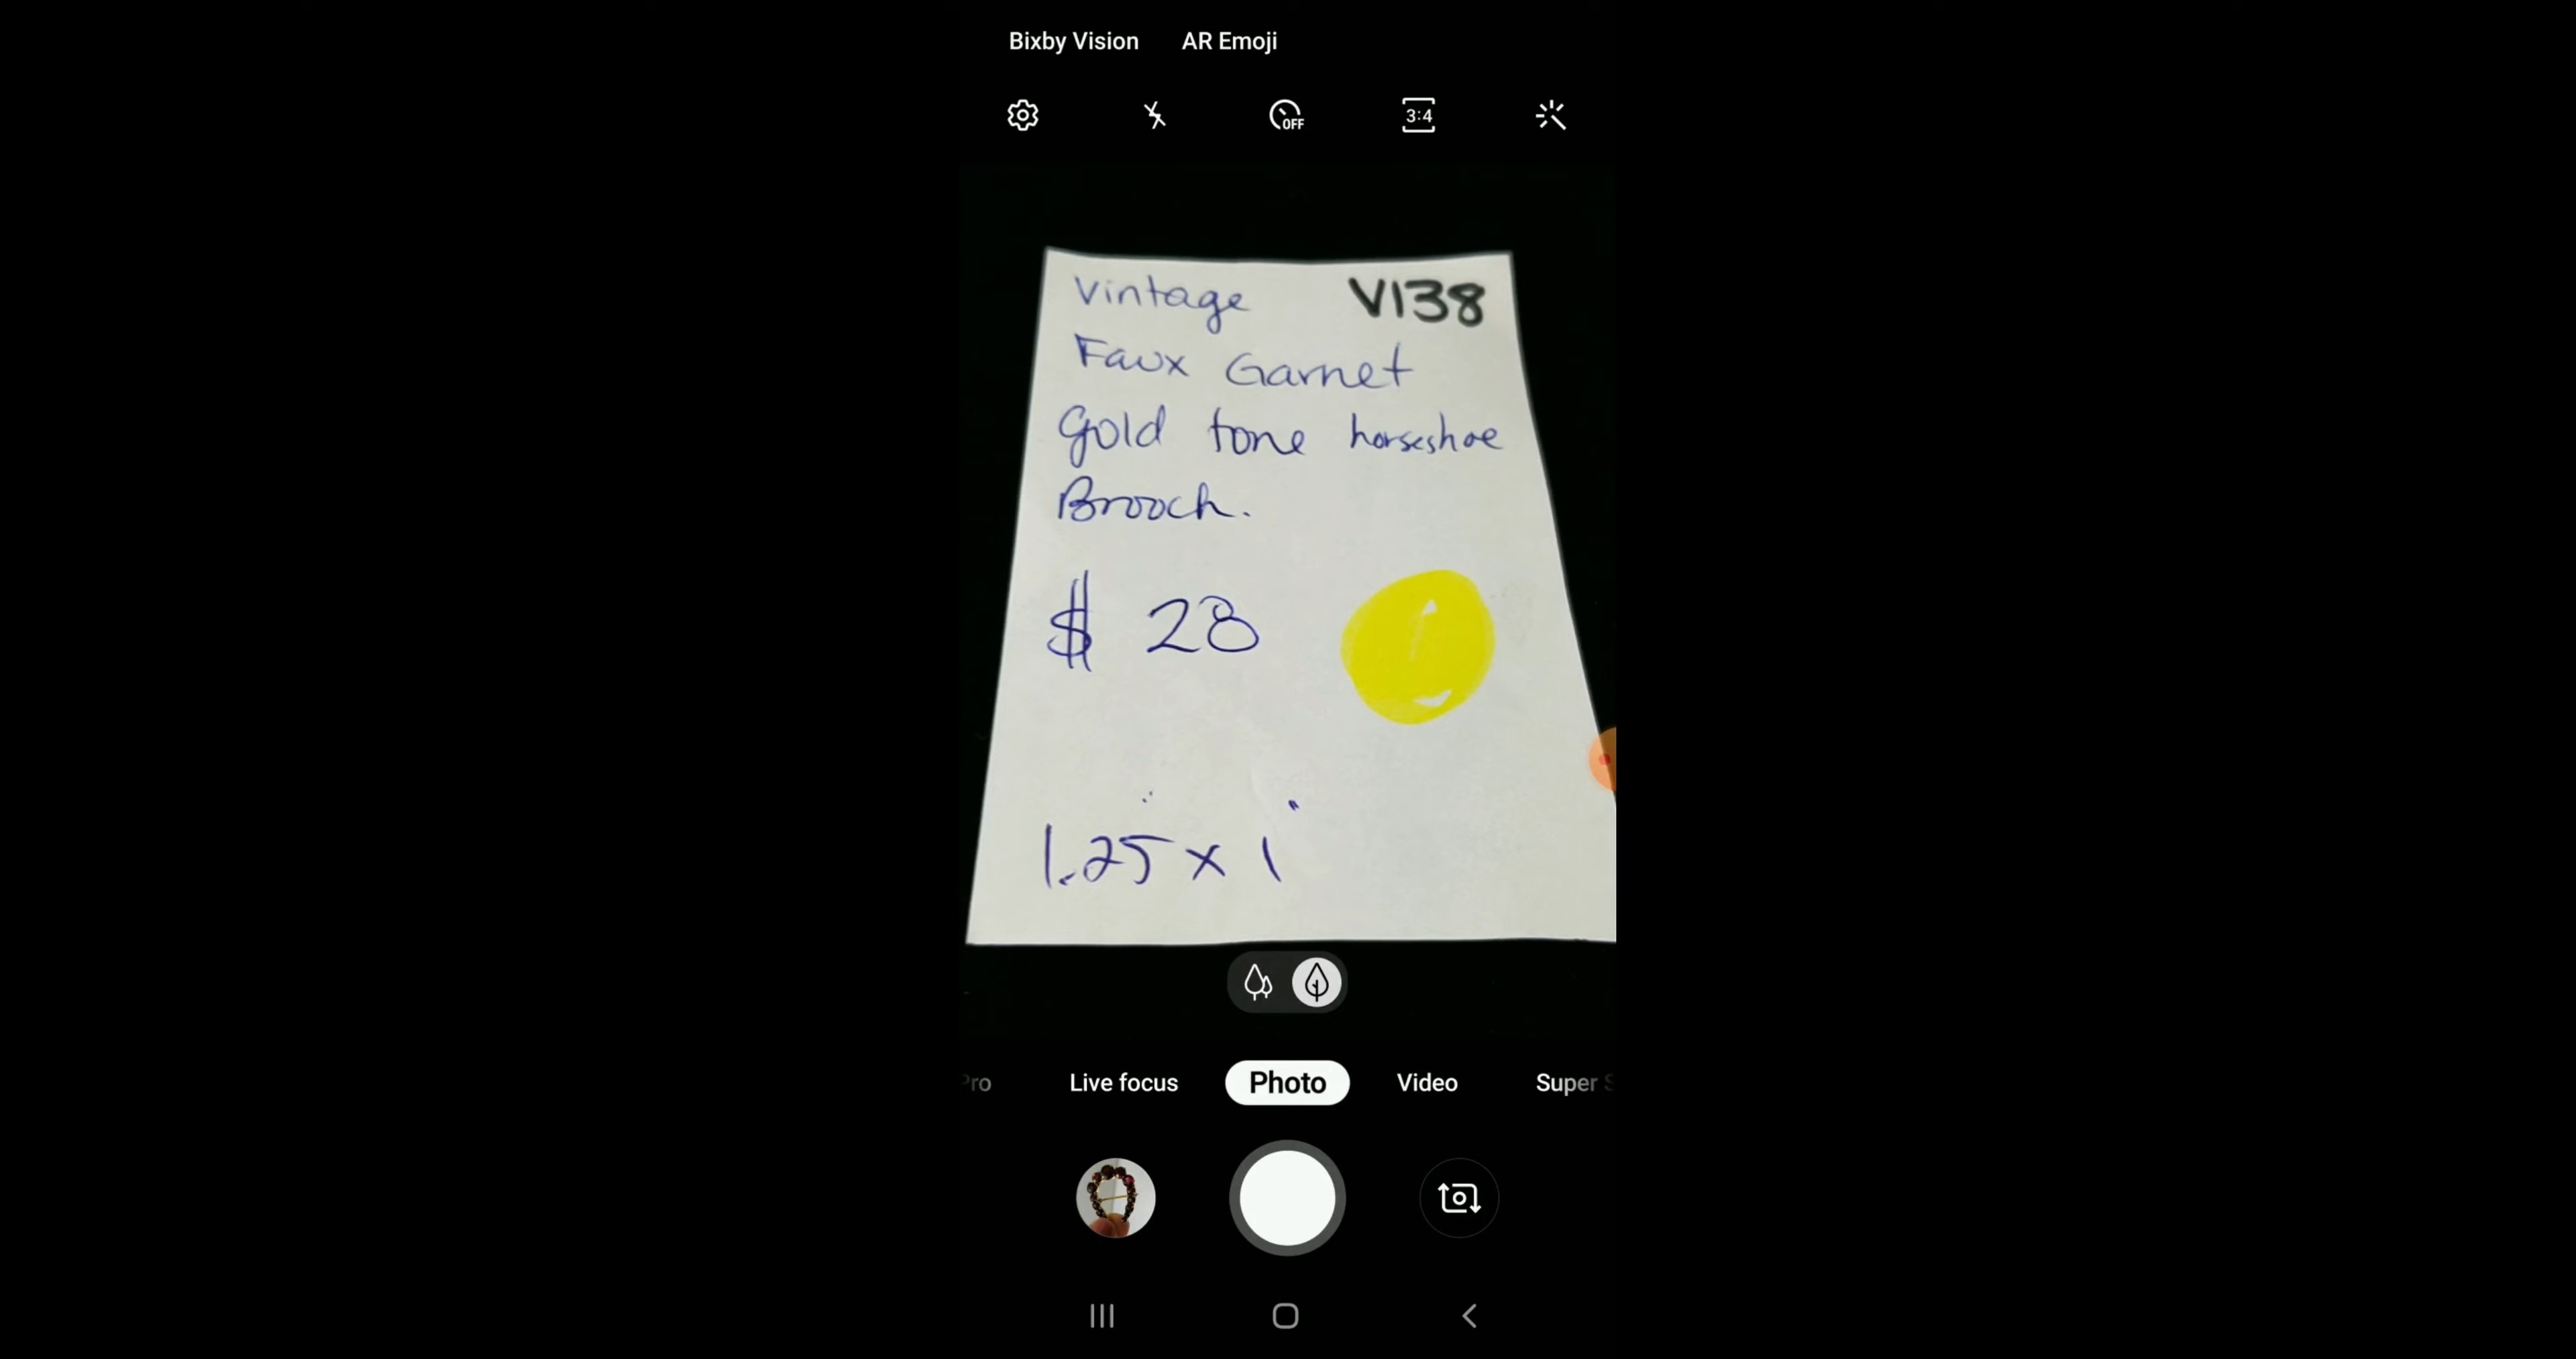 Bixby Vision AR Emoji
OFF 3:4
Vintage V138
Faux Garnet
Gold tone horseshoe
Brooch.
$ 28
1.25" x 1"
Pro Live focus Photo Video Super S